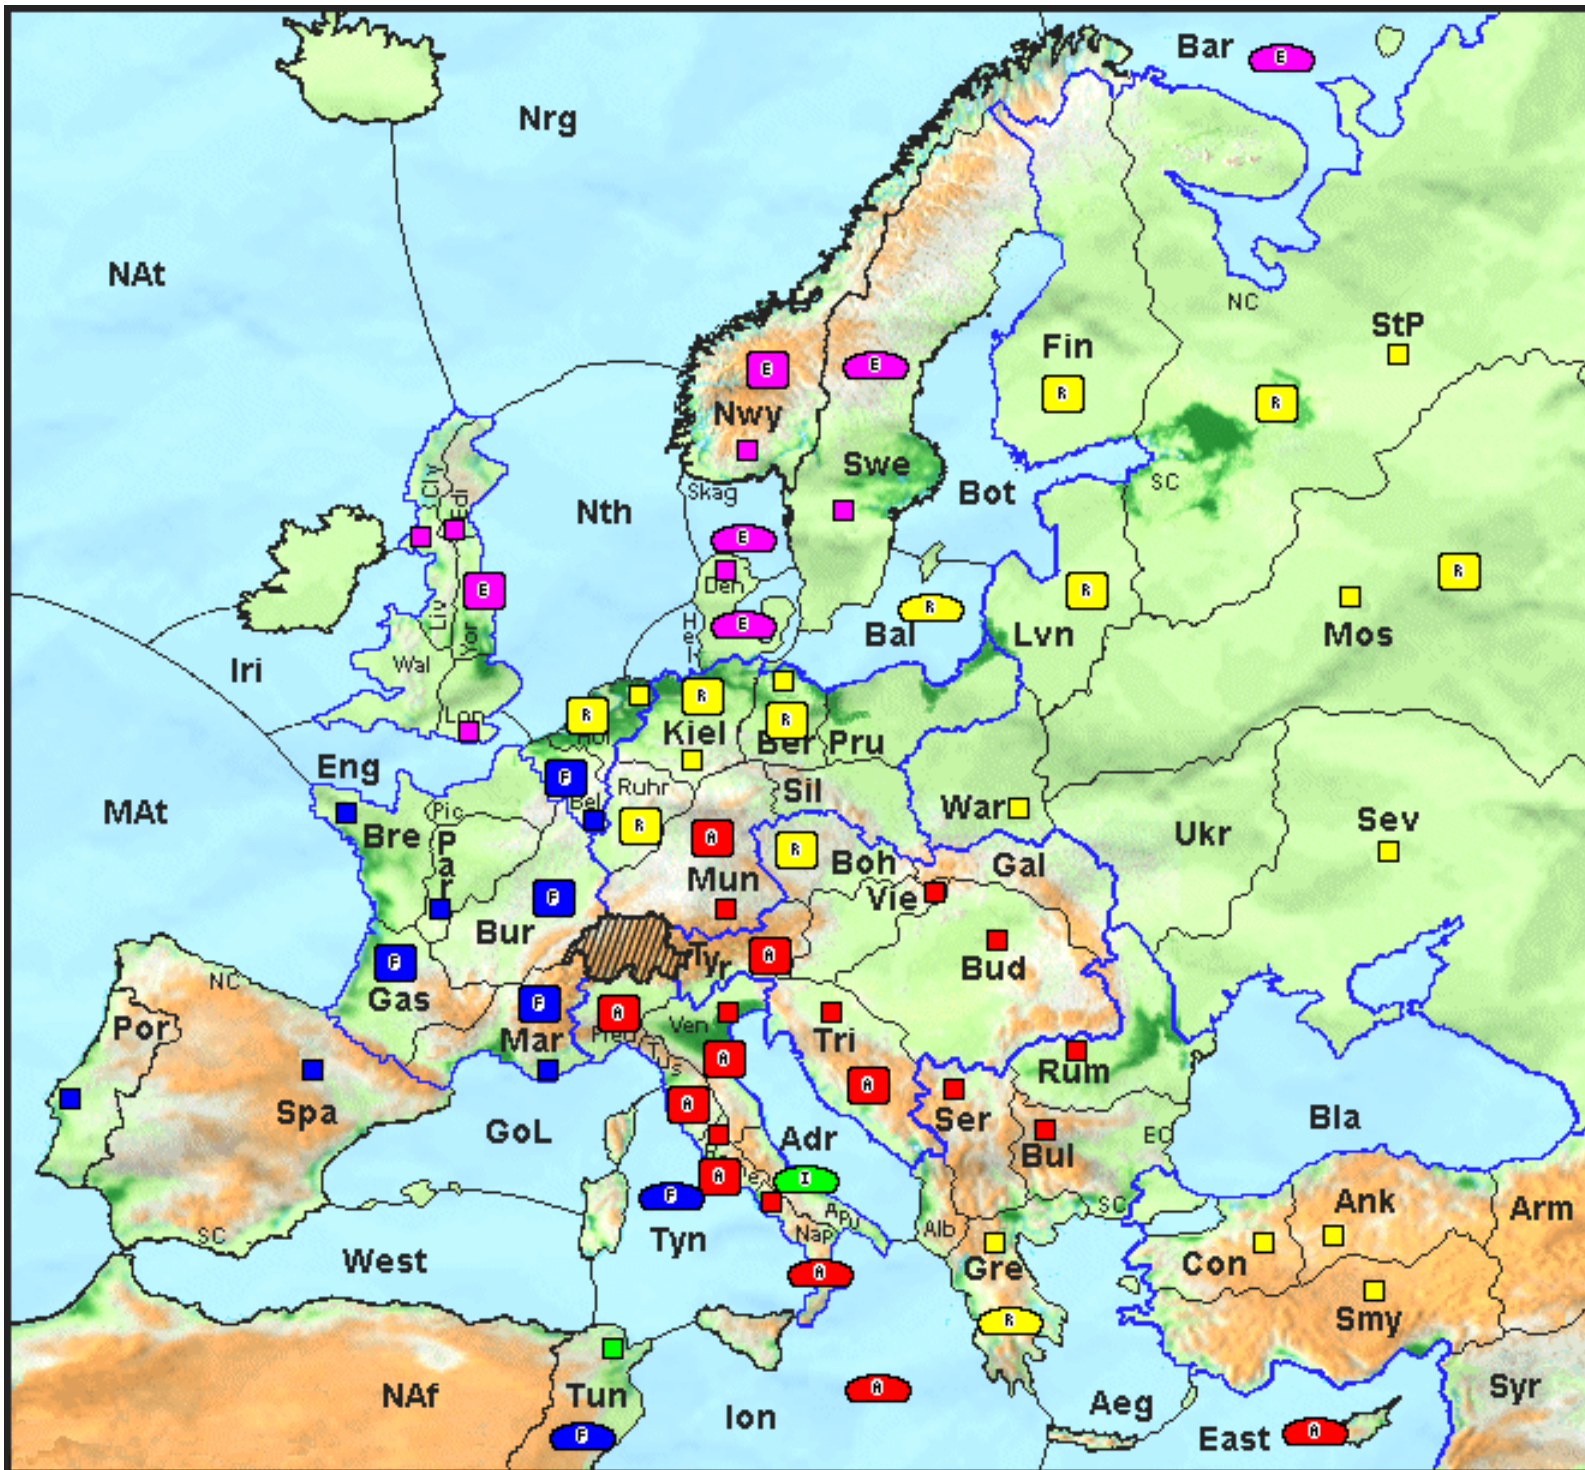 Bar
E
Nrg
NAt
NC
StP
Fin
E
E
R
R
Nwy
Swe
Bot
SC
Cly
Edi
Skag
Nth
E
Den
E
E
R
R
R
Bal
Lvn
Mos
Hel
Liv
Yor
Wal
Iri
Lon
R
Hol
R
Kiel
R
Ber
Pru
Eng
F
Bel
Ruhr
Sil
War
MAt
Pic
Bre
Par
R
A
R
Boh
Mun
Gal
Ukr
Sev
Vie
F
Bur
F
Gas
Tyr
A
Bud
NC
Por
F
Mar
A
Pied
Ven
Tri
A
Tus
A
Rum
Spa
GoL
A
Ser
Bla
Adr
Bul
EC
A
F
I
Tyn
Apu
Nap
Alb
SC
Ank
Arm
SC
West
A
Gre
Con
R
Smy
NAf
Tun
A
Ion
Aeg
Syr
F
East
A